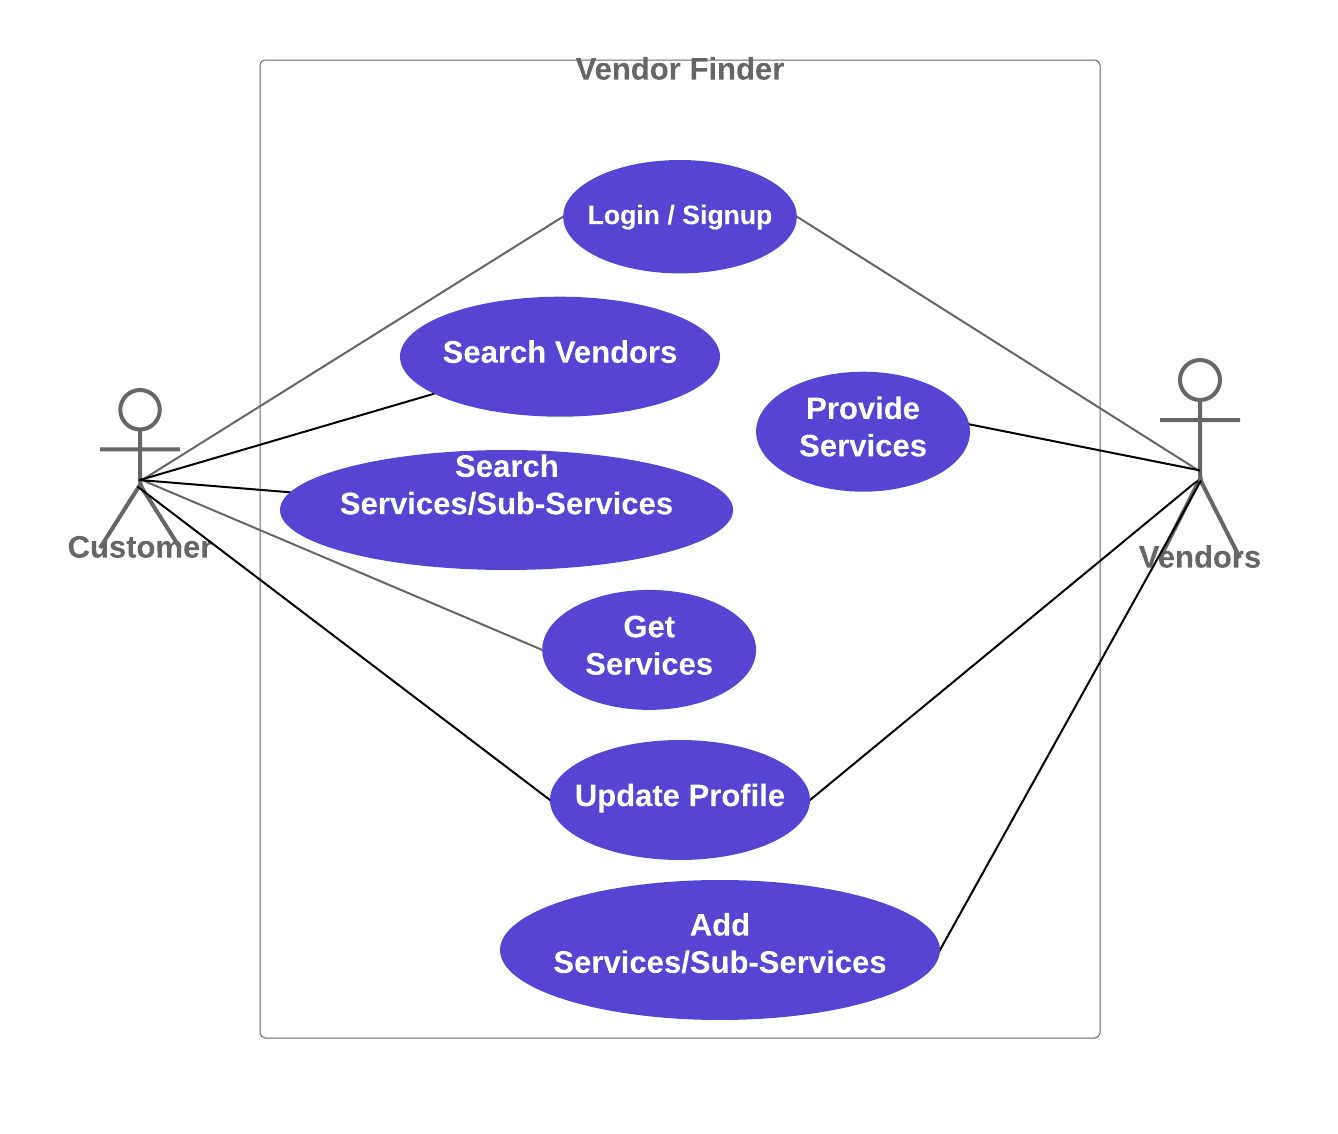 Vendor Finder
Login / Signup
Search Vendors
Provide
Services
Search
Services/Sub-Services
Customer
Vendors
Get
Services
Update Profile
Add
Services/Sub-Services